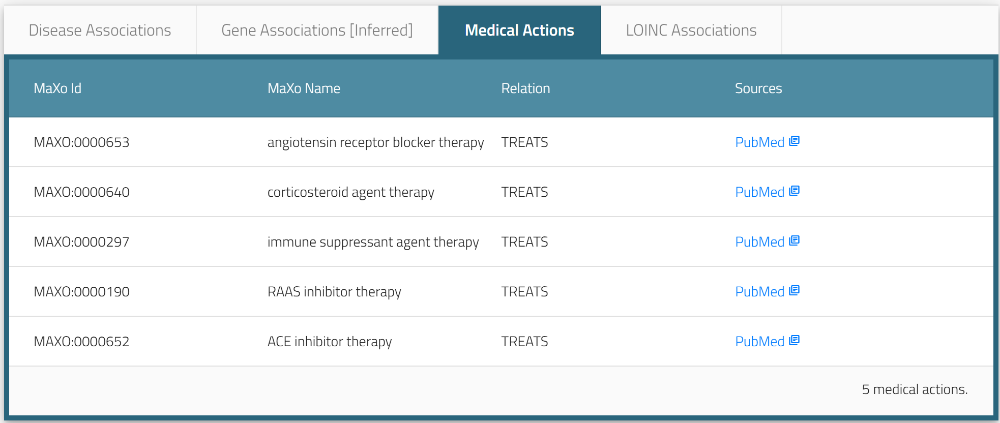 Disease Associations Gene Associations [Inferred] Medical Actions LOINC Associations
MaXo Id MaXo Name Relation Sources
MAXO:0000653 angiotensin receptor blocker therapy TREATS PubMed
MAXO:0000640 corticosteroid agent therapy TREATS PubMed
MAXO:0000297 immune suppressant agent therapy TREATS PubMed
MAXO:0000190 RAAS inhibitor therapy TREATS PubMed
MAXO:0000652 ACE inhibitor therapy TREATS PubMed
5 medical actions.